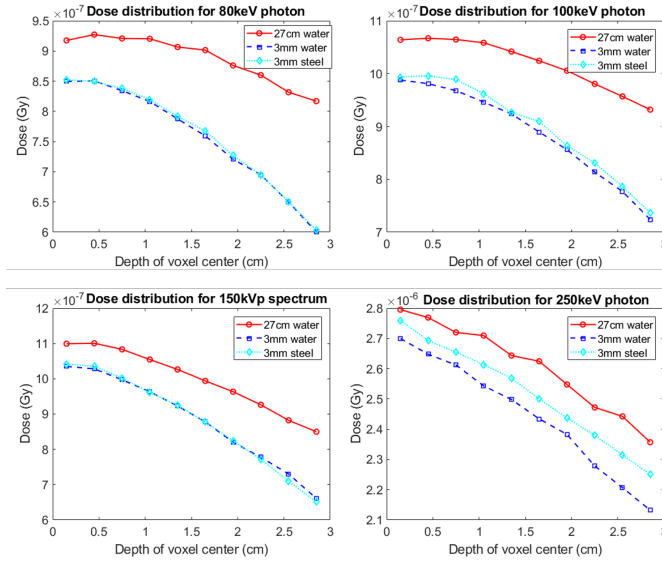 ×10⁻⁷ Dose distribution for 80keV photon
9.5
9
8.5
8
7.5
7
6.5
6
Dose (Gy)
27cm water
3mm water
3mm steel
0 0.5 1 1.5 2 2.5 3
Depth of voxel center (cm)
×10⁻⁷ Dose distribution for 100keV photon
11
10
9
8
7
Dose (Gy)
27cm water
3mm water
3mm steel
0 0.5 1 1.5 2 2.5 3
Depth of voxel center (cm)
×10⁻⁷ Dose distribution for 150kVp spectrum
12
11
10
9
8
7
6
Dose (Gy)
27cm water
3mm water
3mm steel
0 0.5 1 1.5 2 2.5 3
Depth of voxel center (cm)
×10⁻⁶ Dose distribution for 250keV photon
2.8
2.7
2.6
2.5
2.4
2.3
2.2
2.1
Dose (Gy)
27cm water
3mm water
3mm steel
0 0.5 1 1.5 2 2.5 3
Depth of voxel center (cm)